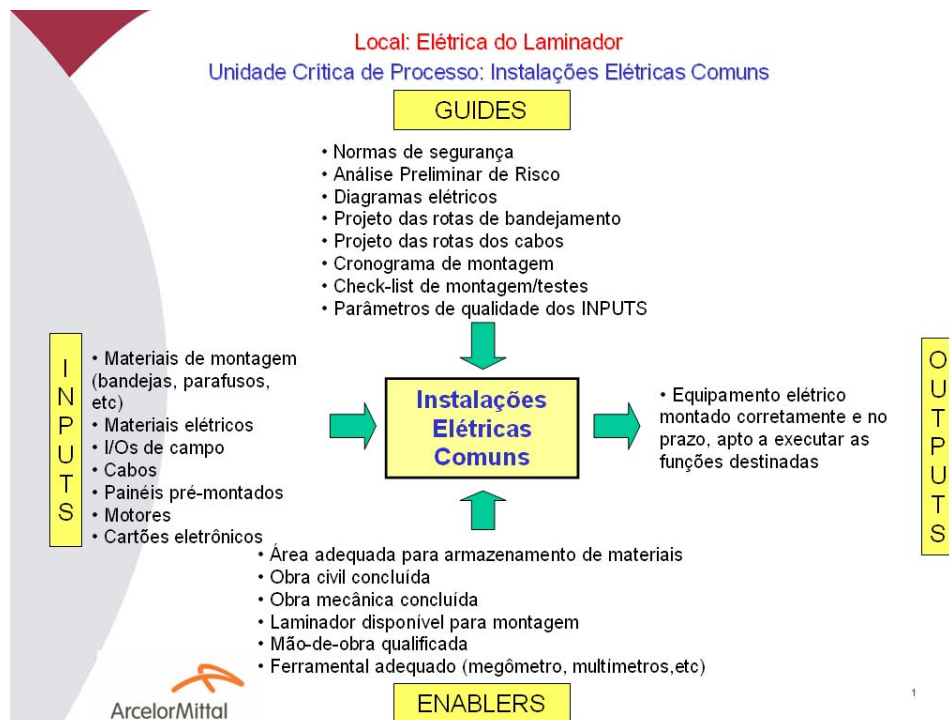 Local: Elétrica do Laminador
Unidade Crítica de Processo: Instalações Elétricas Comuns
GUIDES
• Normas de segurança
• Análise Preliminar de Risco
• Diagramas elétricos
• Projeto das rotas de bandejamento
• Projeto das rotas dos cabos
• Cronograma de montagem
• Check-list de montagem/testes
• Parâmetros de qualidade dos INPUTS
INPUTS
• Materiais de montagem
(bandejas, parafusos,
etc)
• Materiais elétricos
• I/Os de campo
• Cabos
• Painéis pré-montados
• Motores
• Cartões eletrônicos
Instalações
Elétricas
Comuns
• Equipamento elétrico
montado corretamente e no
prazo, apto a executar as
funções destinadas
OUTPUTS
• Área adequada para armazenamento de materiais
• Obra civil concluída
• Obra mecânica concluída
• Laminador disponível para montagem
• Mão-de-obra qualificada
• Ferramental adequado (megômetro, multímetros,etc)
ENABLERS
ArcelorMittal
1